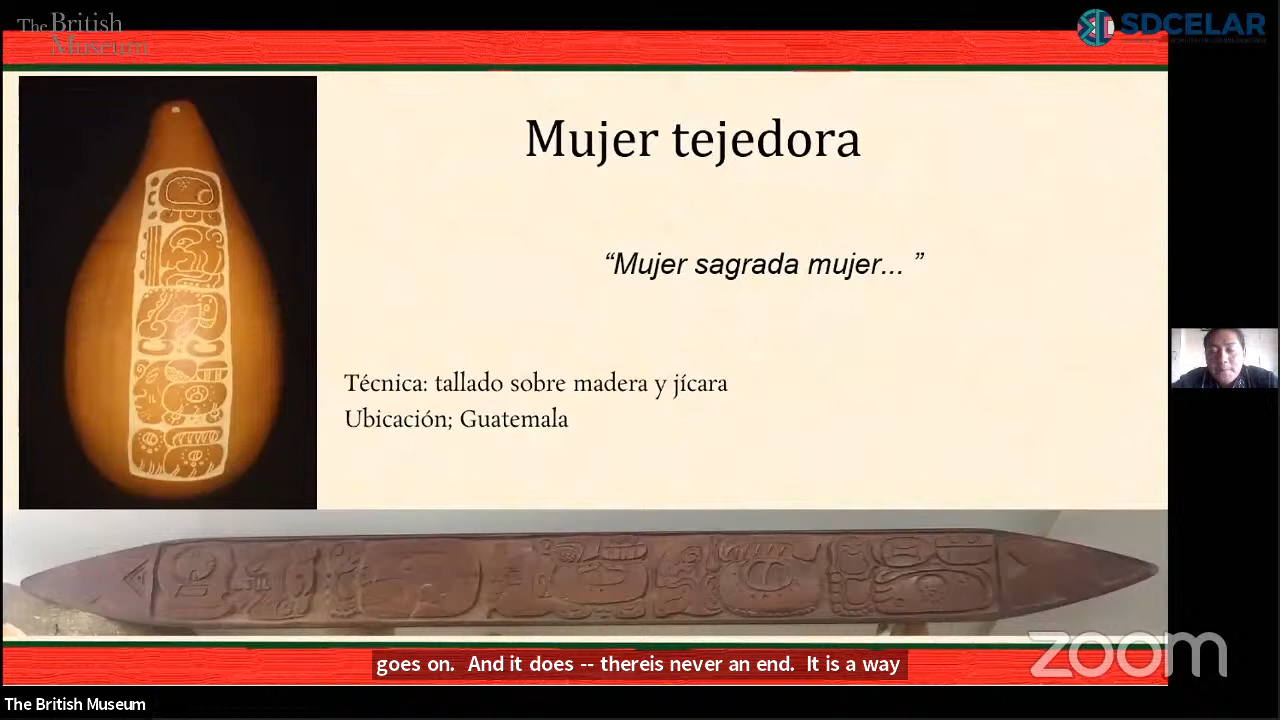 The British
Museum
SDCELAR
Mujer tejedora
“Mujer sagrada mujer... ”
Técnica: tallado sobre madera y jícara
Ubicación; Guatemala
goes on.  And it does -- thereis never an end.  It is a way
zoom
The British Museum